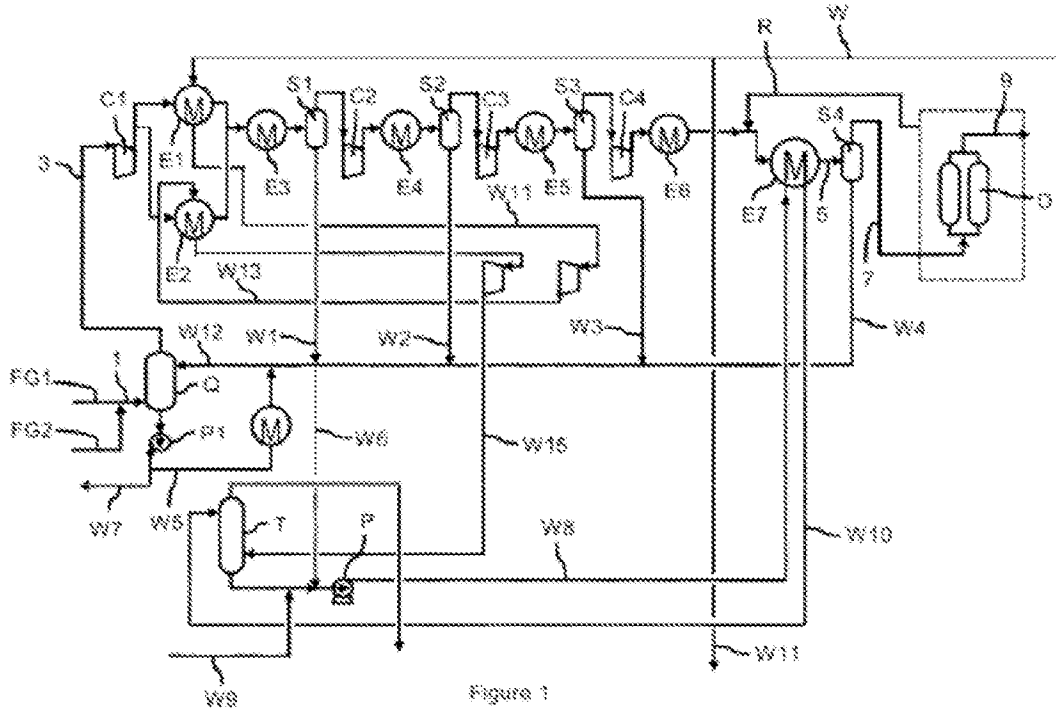 R
W
C1
S1
C2
S2
C3
S3
C4
S4
9
3
E1
E3
E4
E5
E6
E7
5
D
W11
E2
W13
7
W12
W1
W2
W3
W4
FG1
1
Q
FG2
P1
M
M
M
M
M
M
M
M
W6
W15
W7
W5
T
P
W8
W10
W9
W11
Figure 1